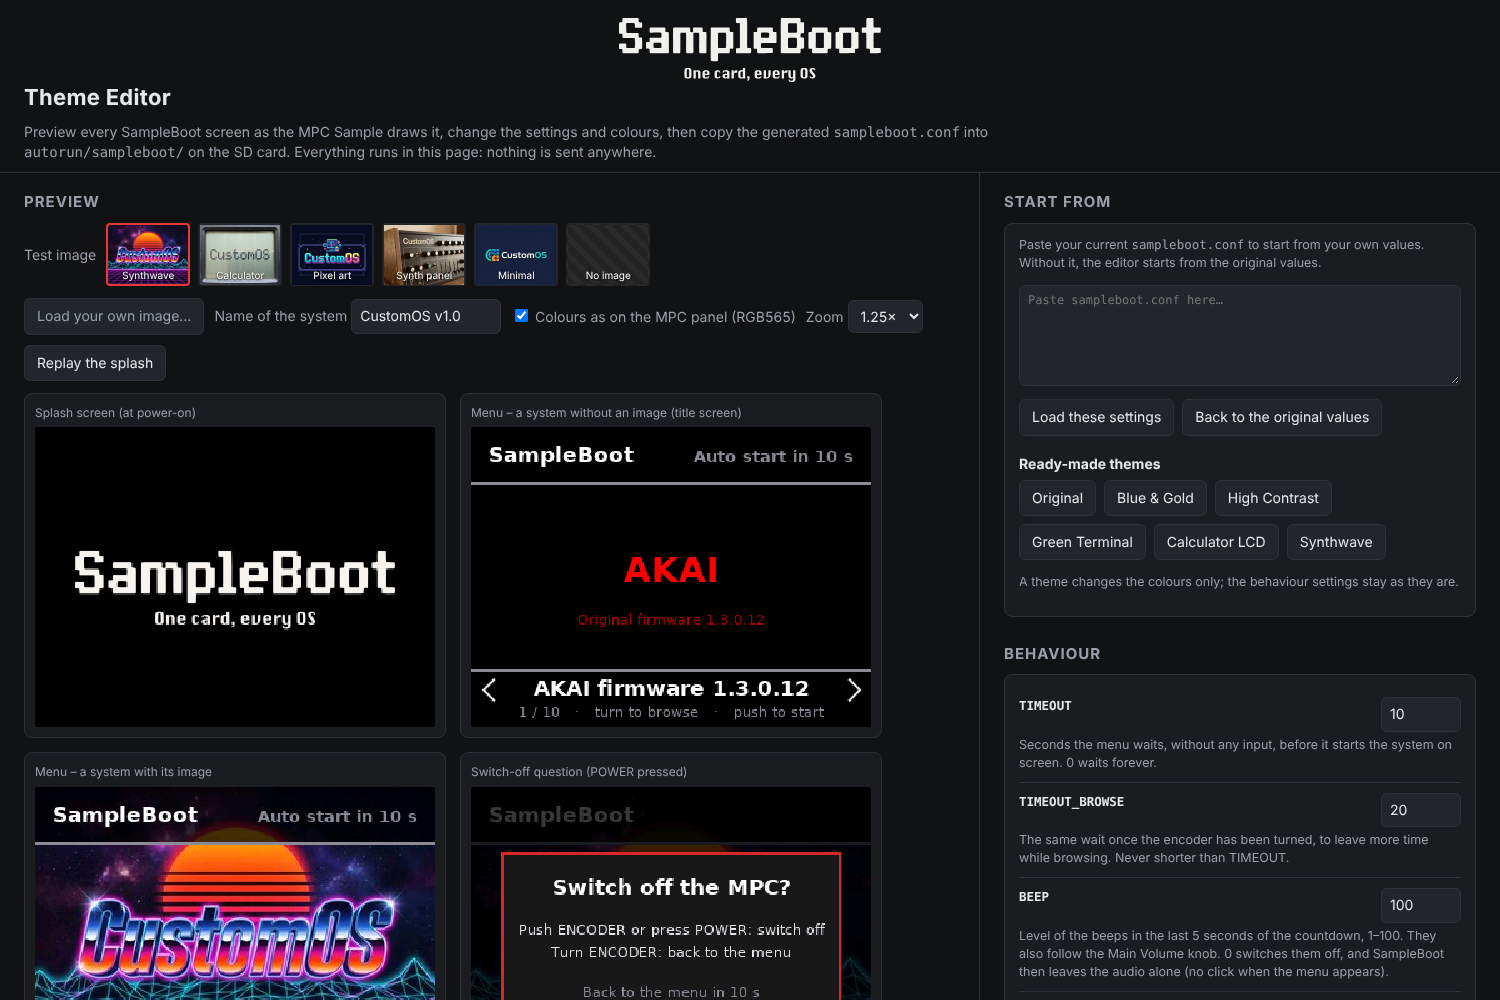 SampleBoot
One card, every OS
Theme Editor
Preview every SampleBoot screen as the MPC Sample draws it, change the settings and colours, then copy the generated sampleboot.conf into
autorun/sampleboot/ on the SD card. Everything runs in this page: nothing is sent anywhere.
PREVIEW
Test image
CustomOS
Synthwave
CustomOS
Calculator
CustomOS
Pixel art
CustomOS
Synth panel
CustomOS
Minimal
No image
Load your own image...
Name of the system
CustomOS v1.0
Colours as on the MPC panel (RGB565)
Zoom
1.25×
Replay the splash
Splash screen (at power-on)
SampleBoot
One card, every OS
Menu – a system without an image (title screen)
SampleBoot
Auto start in 10 s
AKAI
Original firmware 1.3.0.12
AKAI firmware 1.3.0.12
1 / 10 · turn to browse · push to start
Menu – a system with its image
SampleBoot
Auto start in 10 s
CustomOS
Switch-off question (POWER pressed)
SampleBoot
Switch off the MPC?
Push ENCODER or press POWER: switch off
Turn ENCODER: back to the menu
Back to the menu in 10 s
START FROM
Paste your current sampleboot.conf to start from your own values.
Without it, the editor starts from the original values.
Paste sampleboot.conf here…
Load these settings
Back to the original values
Ready-made themes
Original
Blue & Gold
High Contrast
Green Terminal
Calculator LCD
Synthwave
A theme changes the colours only; the behaviour settings stay as they are.
BEHAVIOUR
TIMEOUT
10
Seconds the menu waits, without any input, before it starts the system on
screen. 0 waits forever.
TIMEOUT_BROWSE
20
The same wait once the encoder has been turned, to leave more time
while browsing. Never shorter than TIMEOUT.
BEEP
100
Level of the beeps in the last 5 seconds of the countdown, 1–100. They
also follow the Main Volume knob. 0 switches them off, and SampleBoot
then leaves the audio alone (no click when the menu appears).